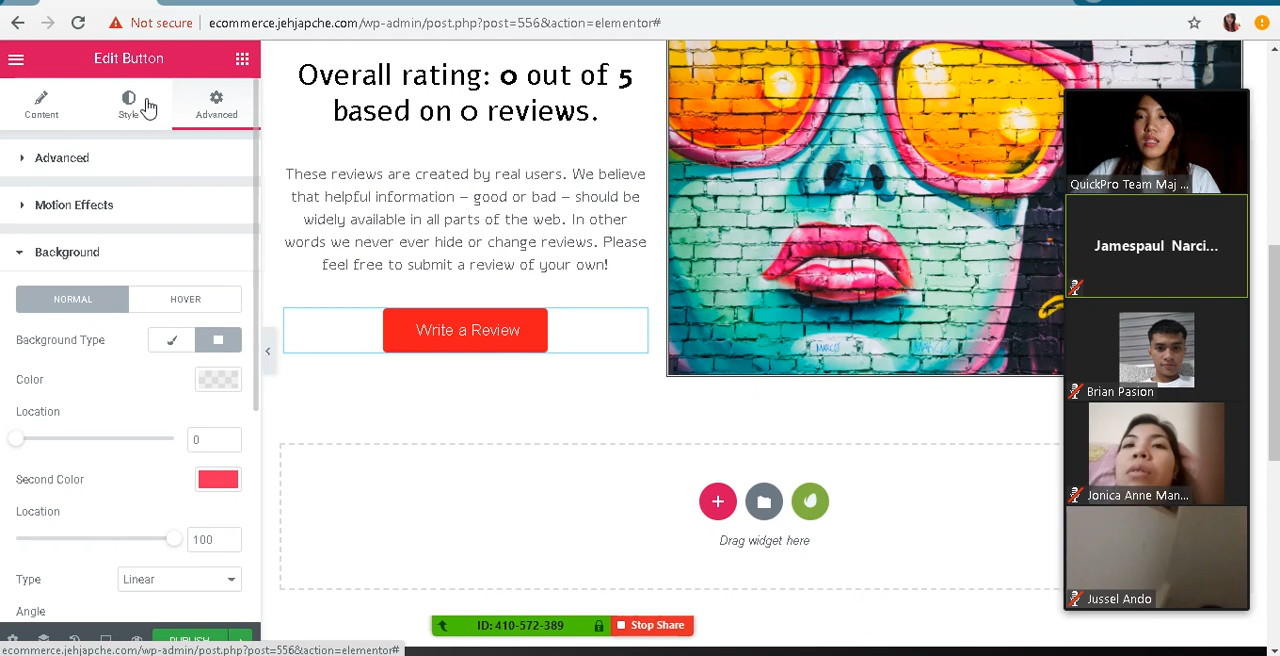 Not secure
ecommerce.jehjapche.com/wp-admin/post.php?post=556&action=elementor#
Edit Button
Content
Style
Advanced
Advanced
Motion Effects
Background
NORMAL
HOVER
Background Type
Color
Location
0
Second Color
Location
100
Type
Linear
Angle
PUBLISH
ecommerce.jehjapche.com/wp-admin/post.php?post=556&action=elementor#
Overall rating: 0 out of 5
based on 0 reviews.
These reviews are created by real users. We believe
that helpful information – good or bad – should be
widely available in all parts of the web. In other
words we never ever hide or change reviews. Please
feel free to submit a review of your own!
Write a Review
Drag widget here
ID: 410-572-389
Stop Share
QuickPro Team Maj ...
Jamespaul Narci...
Brian Pasion
Jonica Anne Man...
Jussel Ando